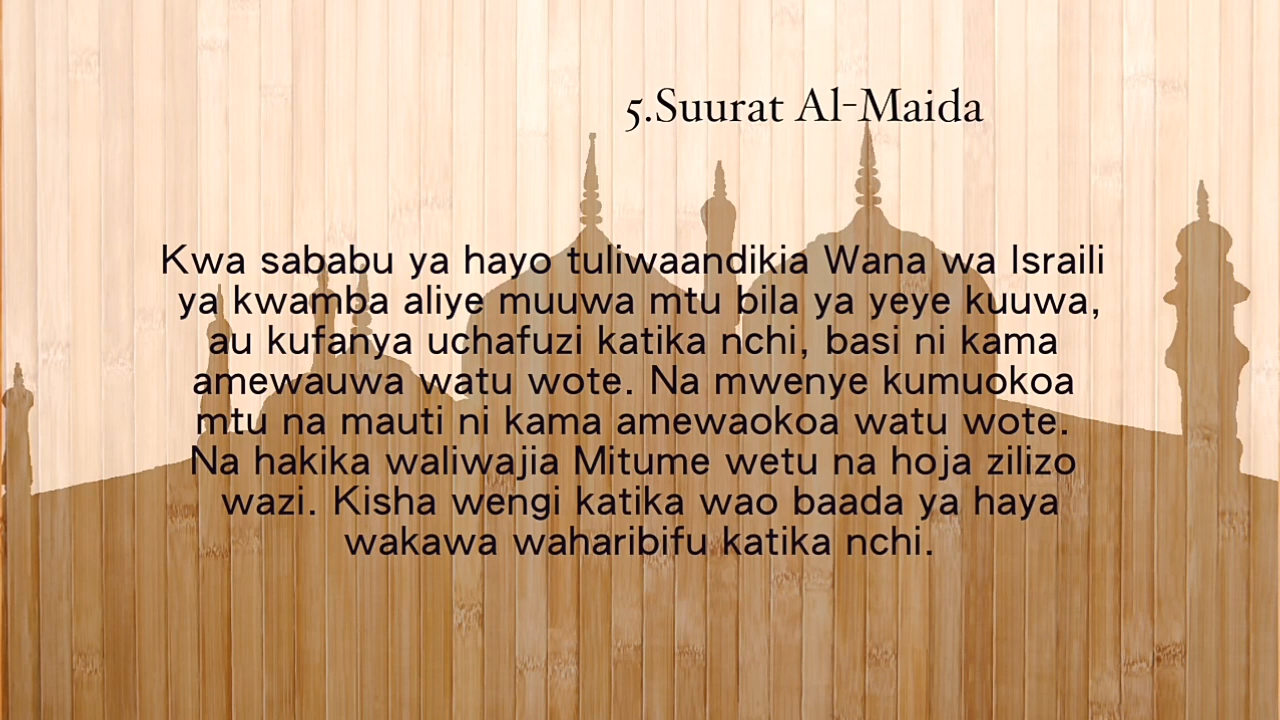 5.Suurat Al-Maida
Kwa sababu ya hayo tuliwaandikia Wana wa Israili
ya kwamba aliye muuwa mtu bila ya yeye kuuwa,
au kufanya uchafuzi katika nchi, basi ni kama
amewauwa watu wote. Na mwenye kumuokoa
mtu na mauti ni kama amewaokoa watu wote.
Na hakika waliwajia Mitume wetu na hoja zilizo
wazi. Kisha wengi katika wao baada ya haya
wakawa waharibifu katika nchi.